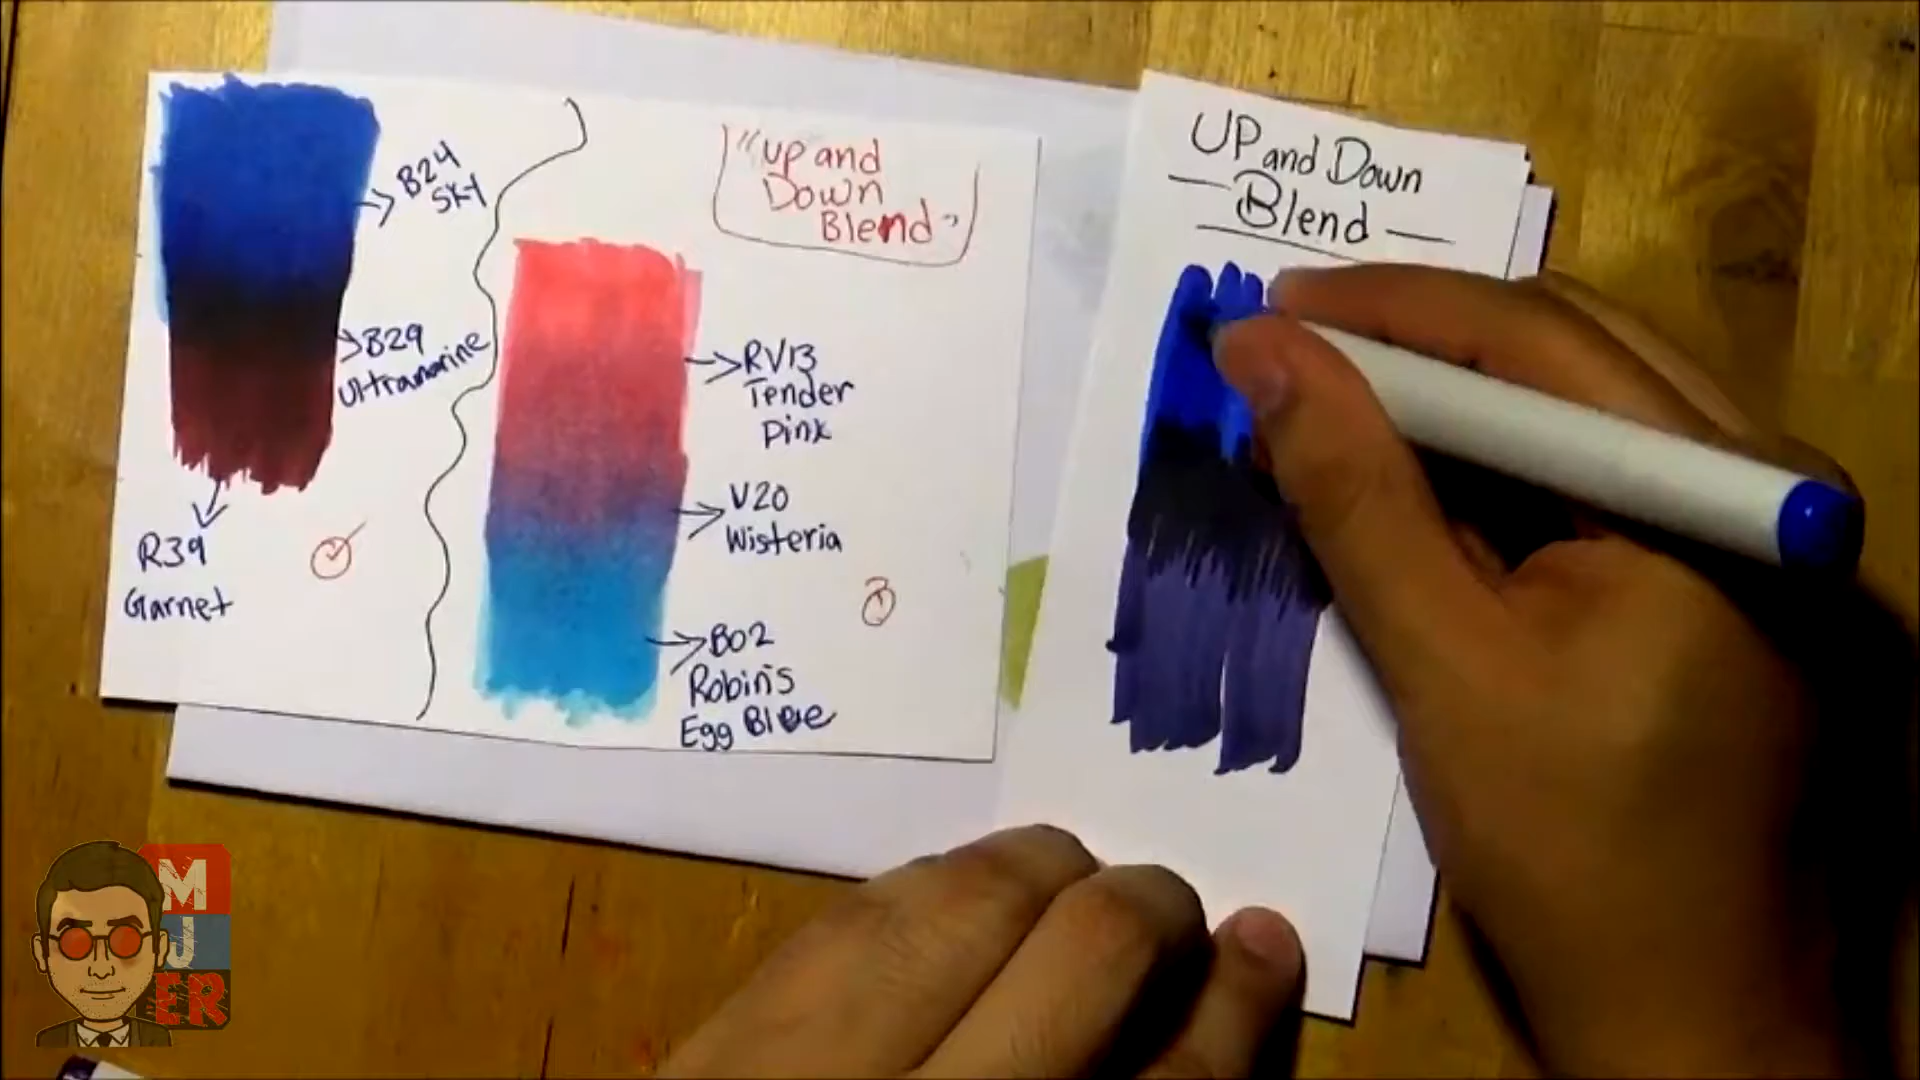 B24
SKY
B29
Ultramarine
R39
Garnet
"Up and
Down
Blend"
RV13
Tender
Pink
V20
Wisteria
B02
Robin's
Egg Blue
UP and Down
Blend
M
J
ER